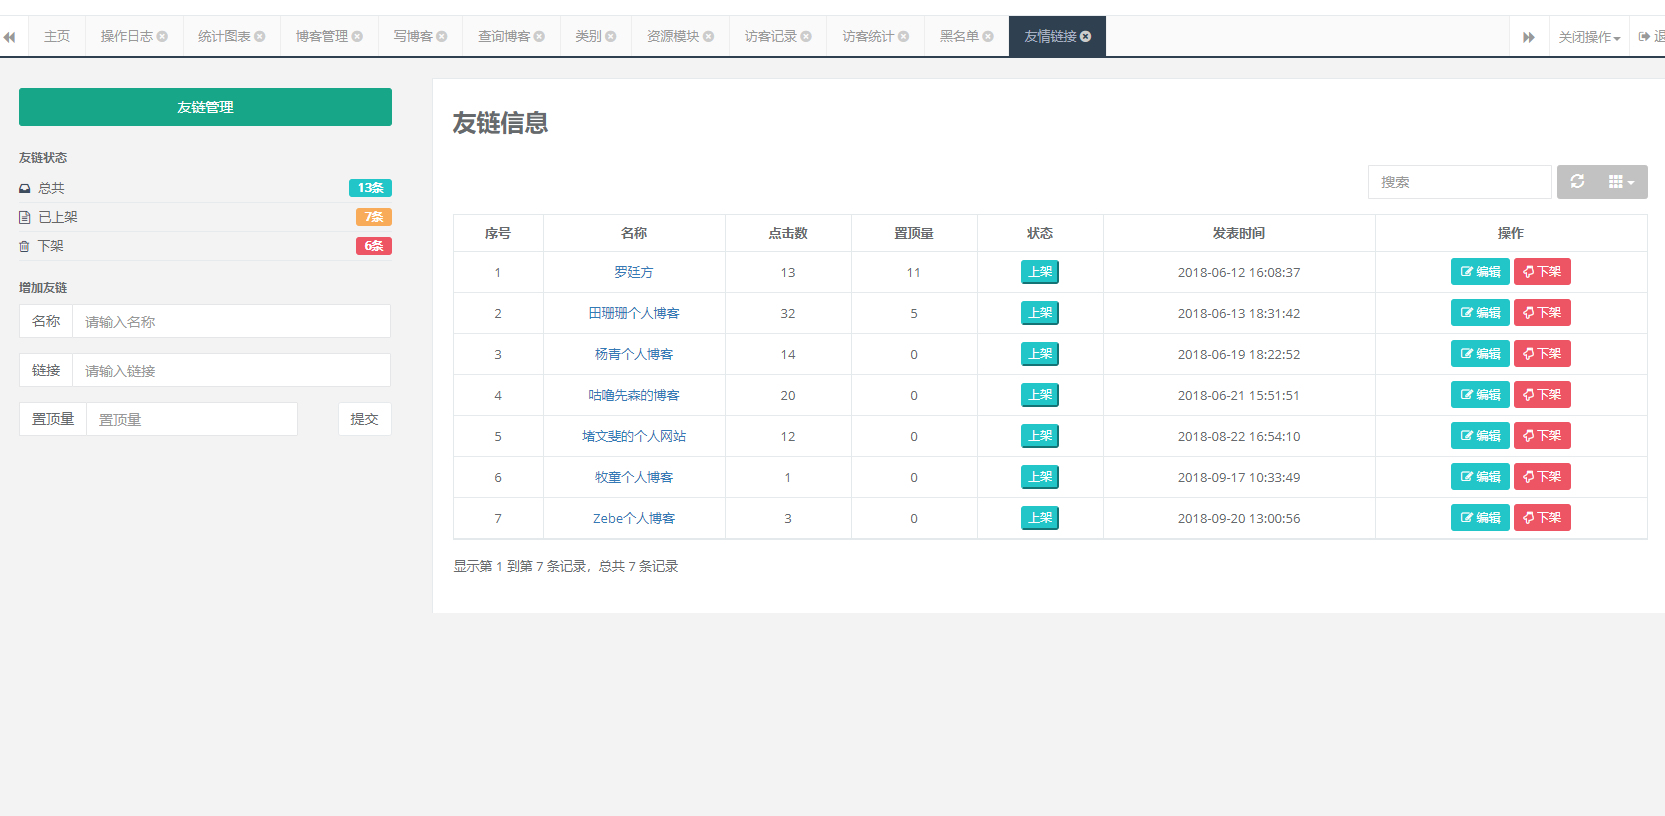 主页 操作日志 统计图表 博客管理 写博客 查询博客 类别 资源模块 访客记录 访客统计 黑名单 友情链接 关闭操作 退
友链管理
友链状态
总共 13条
已上架 7条
下架 6条
增加友链
名称 请输入名称
链接 请输入链接
置顶量 置顶量 提交
友链信息
搜索
序号 名称 点击数 置顶量 状态 发表时间 操作
1 罗廷方 13 11 上架 2018-06-12 16:08:37 编辑 下架
2 田珊珊个人博客 32 5 上架 2018-06-13 18:31:42 编辑 下架
3 杨青个人博客 14 0 上架 2018-06-19 18:22:52 编辑 下架
4 咕噜先森的博客 20 0 上架 2018-06-21 15:51:51 编辑 下架
5 堵文斐的个人网站 12 0 上架 2018-08-22 16:54:10 编辑 下架
6 牧童个人博客 1 0 上架 2018-09-17 10:33:49 编辑 下架
7 Zebe个人博客 3 0 上架 2018-09-20 13:00:56 编辑 下架
显示第 1 到第 7 条记录，总共 7 条记录